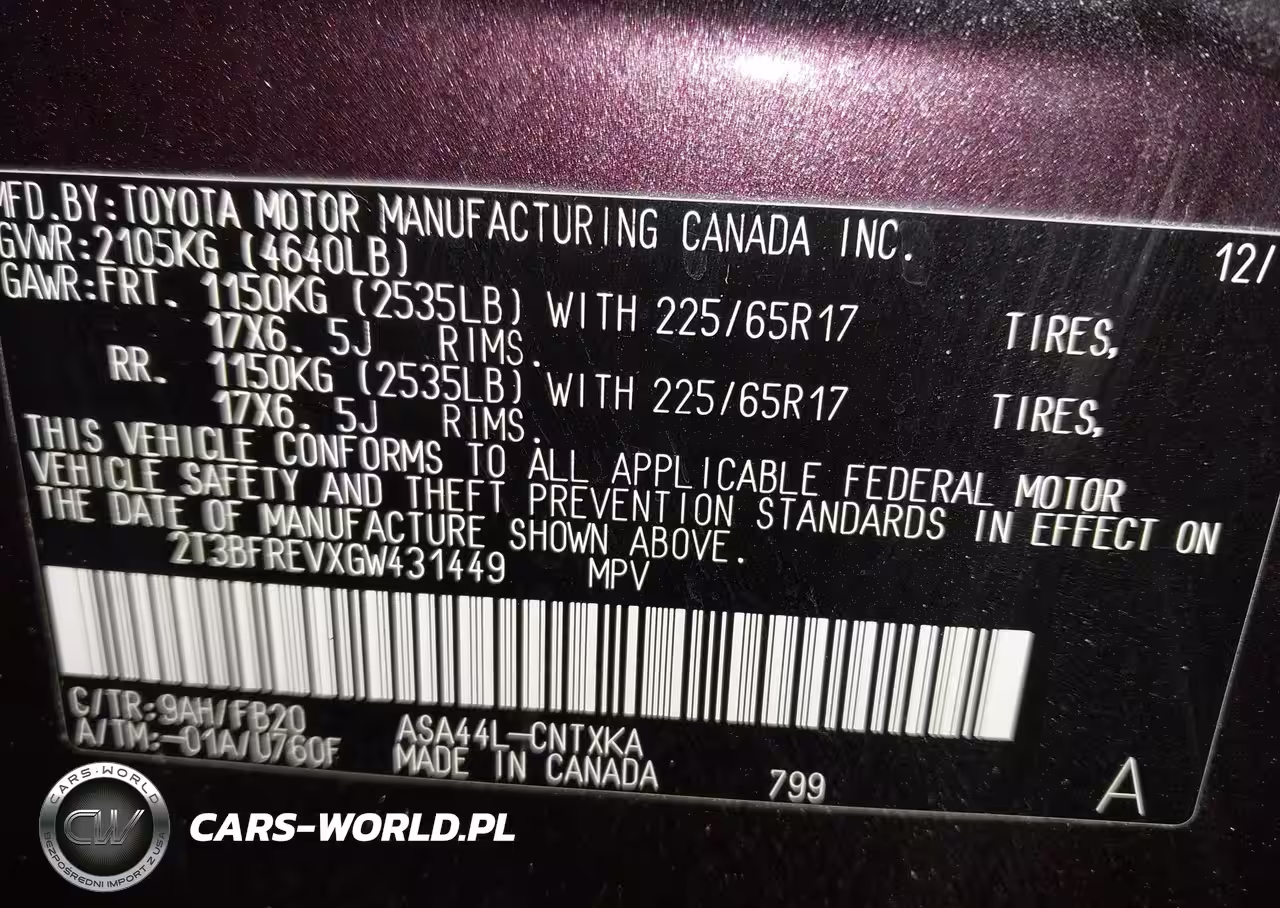 MFD.BY:TOYOTA MOTOR MANUFACTURING CANADA INC. 12/
GVWR:2105KG (4640LB)
GAWR:FRT. 1150KG (2535LB) WITH 225/65R17 TIRES,
17X6. 5J RIMS.
RR. 1150KG (2535LB) WITH 225/65R17 TIRES,
17X6. 5J RIMS.
THIS VEHICLE CONFORMS TO ALL APPLICABLE FEDERAL MOTOR
VEHICLE SAFETY AND THEFT PREVENTION STANDARDS IN EFFECT ON
THE DATE OF MANUFACTURE SHOWN ABOVE.
2T3BFREVXGW431449 MPV
C/TR:9AH/FB20 ASA44L-CNTXKA
A/TM:-01A/U760F MADE IN CANADA 799 A
CARS-WORLD
CW
BEZPOŚREDNI IMPORT Z USA
CARS-WORLD.PL